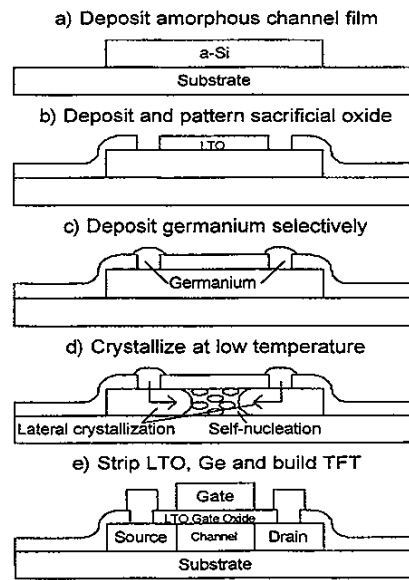 a) Deposit amorphous channel film
a-Si
Substrate
b) Deposit and pattern sacrificial oxide
LTO
c) Deposit germanium selectively
Germanium
d) Crystallize at low temperature
Lateral crystallization Self-nucleation
e) Strip LTO, Ge and build TFT
Gate
LTO Gate Oxide
Source Channel Drain
Substrate